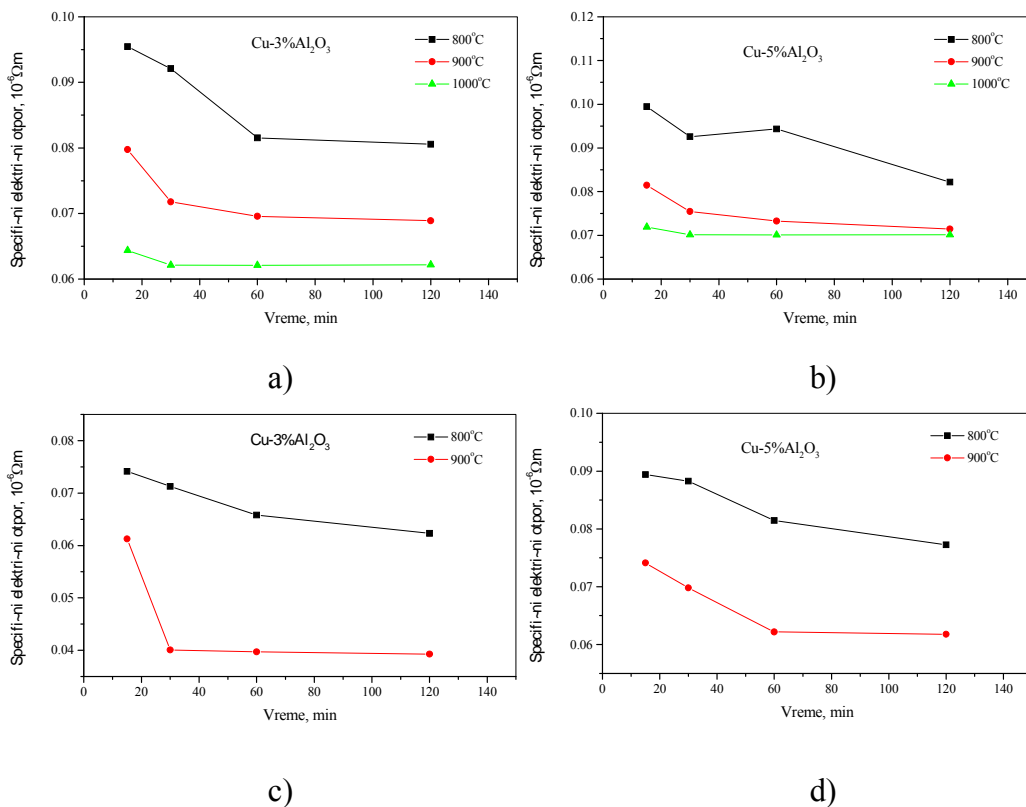 Cu-3%Al₂O₃
800°C
900°C
1000°C
0.10
0.09
0.08
0.07
0.06
0 20 40 60 80 100 120 140
Specifi~ni elektri~ni otpor, 10⁻⁶Ωm
Vreme, min
a)
Cu-5%Al₂O₃
800°C
900°C
1000°C
0.12
0.11
0.10
0.09
0.08
0.07
0.06
0 20 40 60 80 100 120 140
Specifi~ni elektri~ni otpor, 10⁻⁶Ωm
Vreme, min
b)
Cu-3%Al₂O₃
800°C
900°C
0.08
0.07
0.06
0.05
0.04
0 20 40 60 80 100 120 140
Specifi~ni elektri~ni otpor, 10⁻⁶Ωm
Vreme, min
c)
Cu-5%Al₂O₃
800°C
900°C
0.10
0.09
0.08
0.07
0.06
0 20 40 60 80 100 120 140
Specifi~ni elektri~ni otpor, 10⁻⁶Ωm
Vreme, min
d)